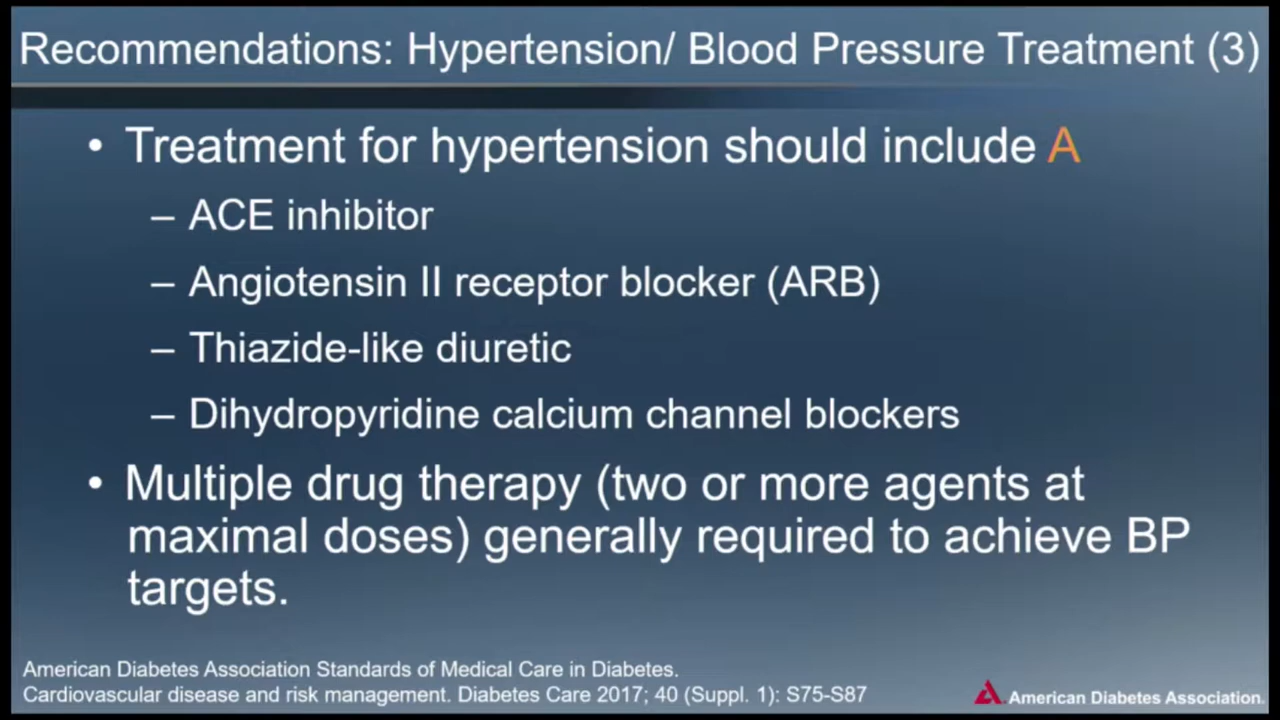 Recommendations: Hypertension/ Blood Pressure Treatment (3)
• Treatment for hypertension should include A
– ACE inhibitor
– Angiotensin II receptor blocker (ARB)
– Thiazide-like diuretic
– Dihydropyridine calcium channel blockers
• Multiple drug therapy (two or more agents at
maximal doses) generally required to achieve BP
targets.
American Diabetes Association Standards of Medical Care in Diabetes.
Cardiovascular disease and risk management. Diabetes Care 2017; 40 (Suppl. 1): S75-S87
American Diabetes Association.